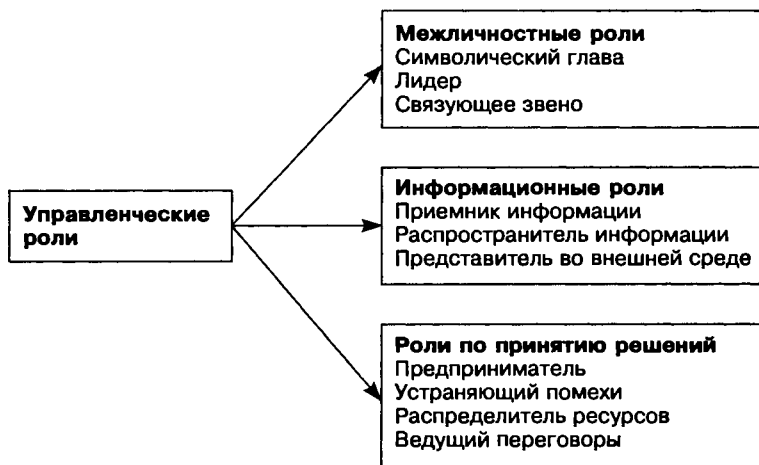 Межличностные роли
Символический глава
Лидер
Связующее звено
Управленческие
роли
Информационные роли
Приемник информации
Распространитель информации
Представитель во внешней среде
Роли по принятию решений
Предприниматель
Устраняющий помехи
Распределитель ресурсов
Ведущий переговоры